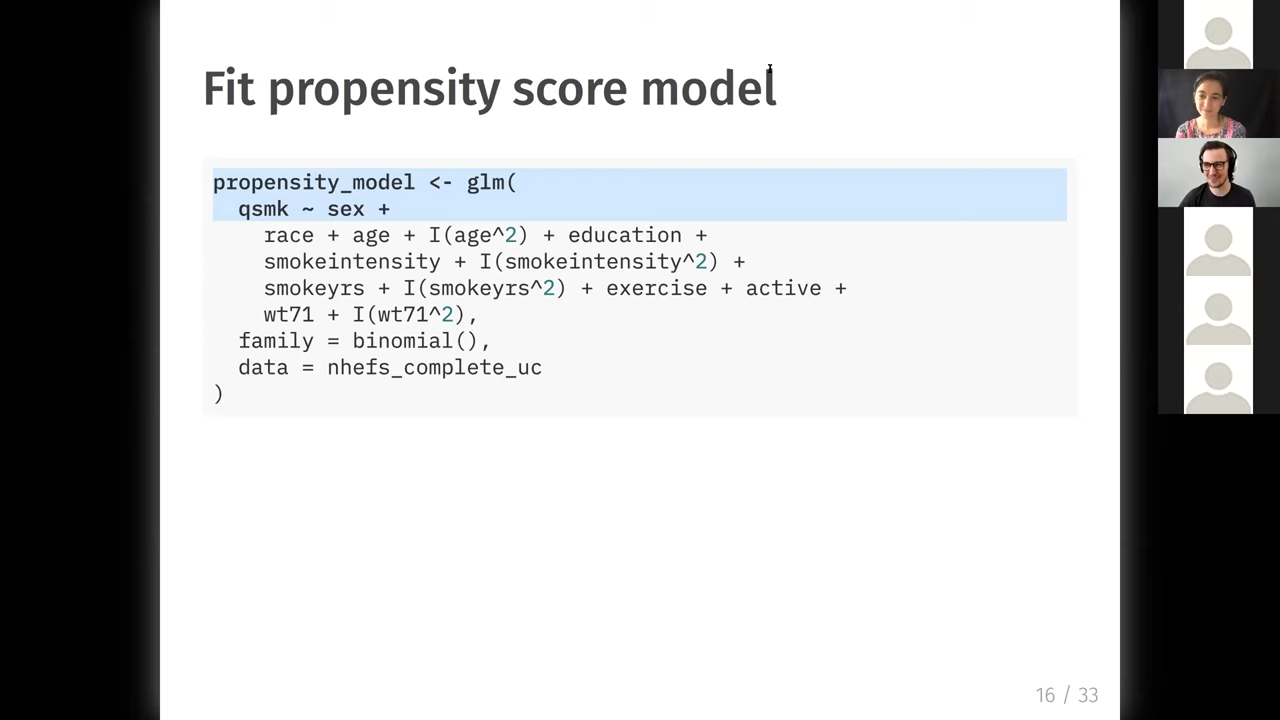 Fit propensity score model
propensity_model <- glm(
qsmk ~ sex +
race + age + I(age^2) + education +
smokeintensity + I(smokeintensity^2) +
smokeyrs + I(smokeyrs^2) + exercise + active +
wt71 + I(wt71^2),
family = binomial(),
data = nhefs_complete_uc
)
16 / 33